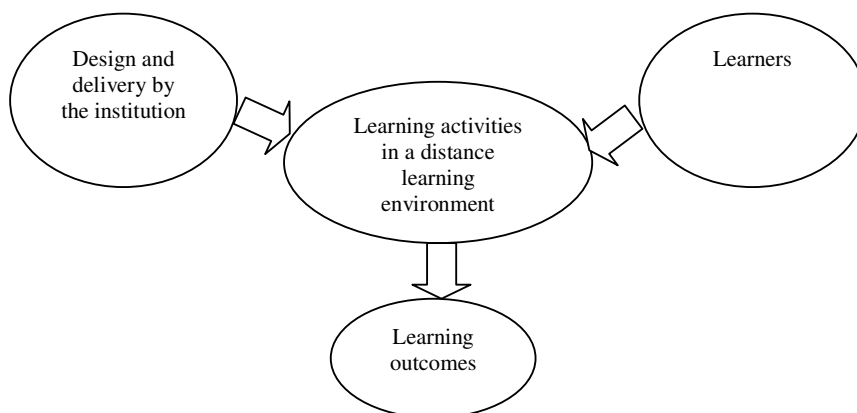 Design and
delivery by
the institution
Learners
Learning activities
in a distance
learning
environment
Learning
outcomes